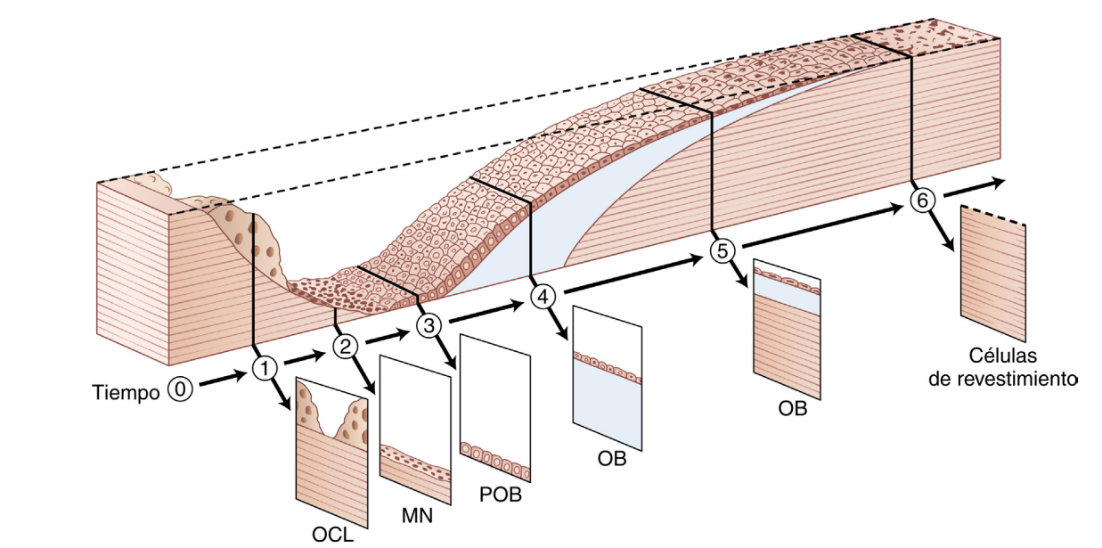 Tiempo 0
1
2
3
4
5
6
OCL
MN
POB
OB
OB
Células
de revestimiento